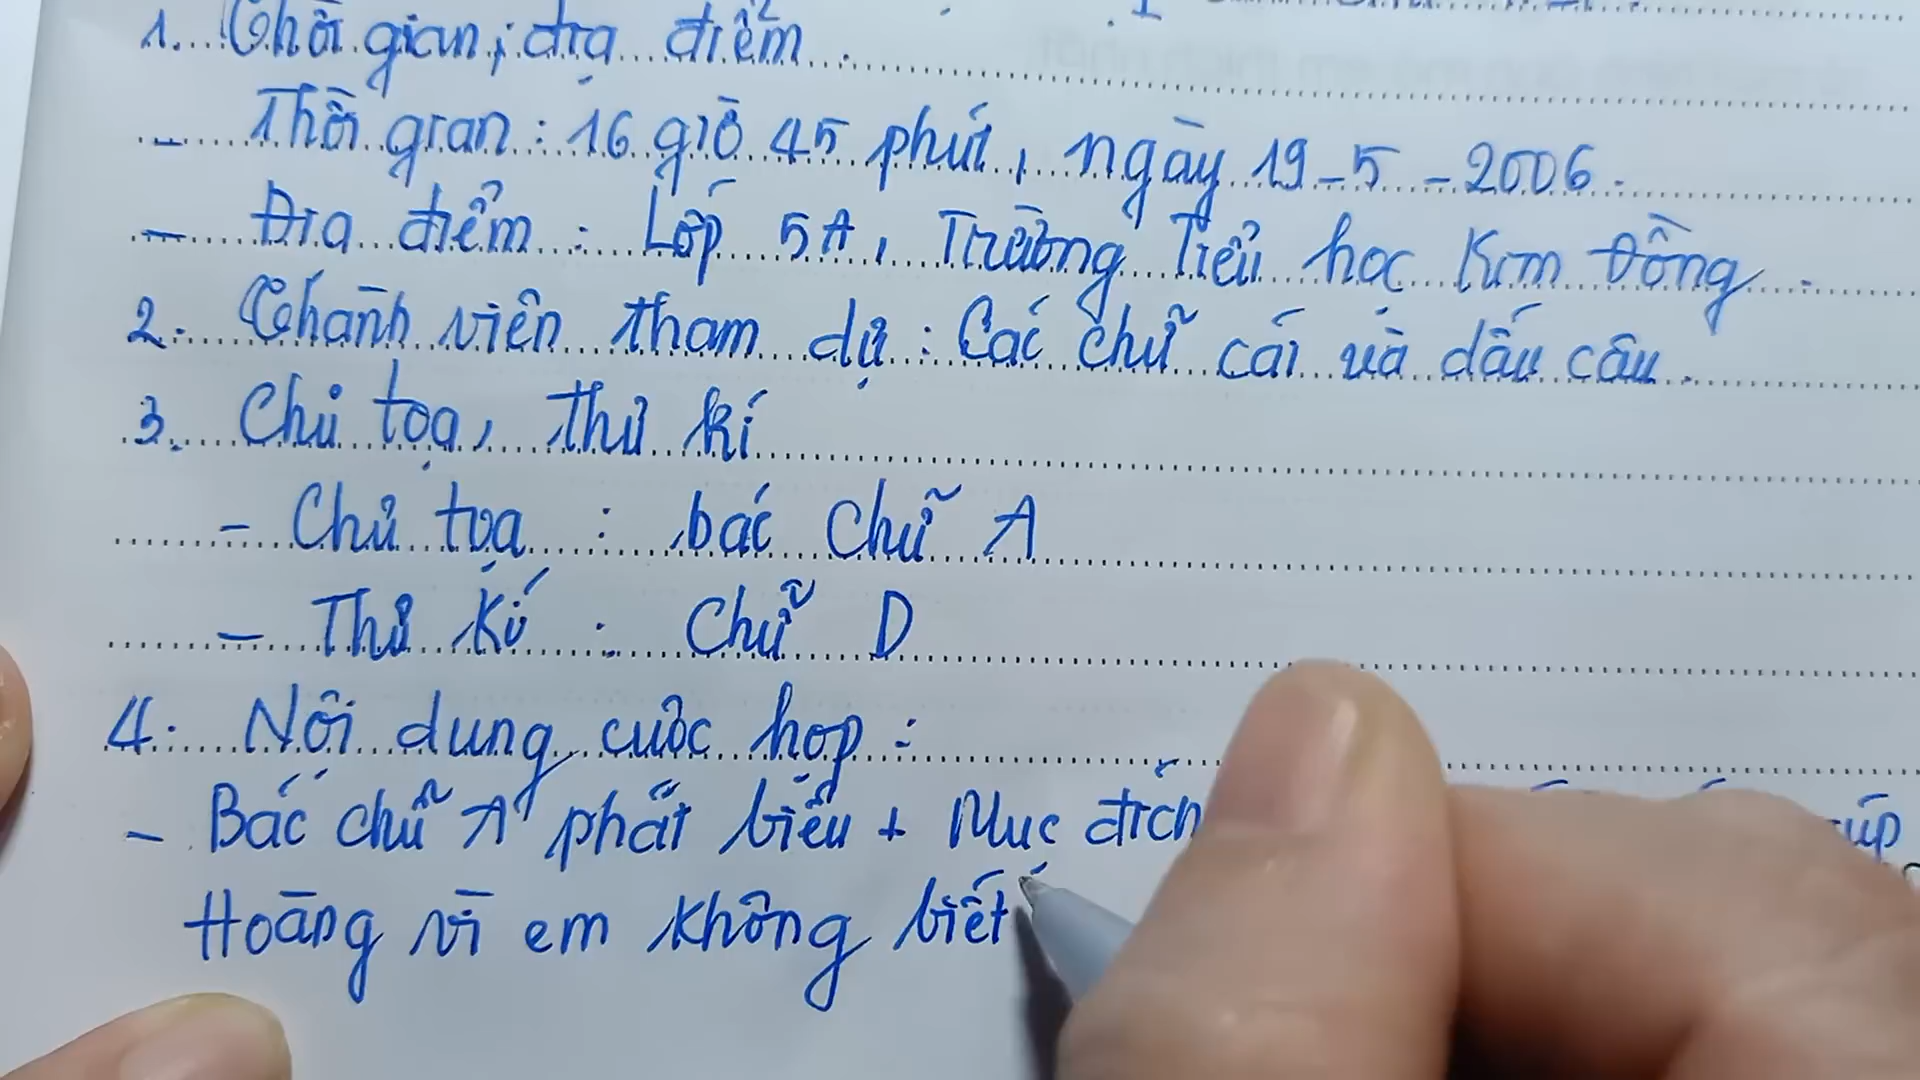 1. Thời gian, địa điểm.
- Thời gian: 16 giờ 45 phút, ngày 19-5-2006.
- Địa điểm: Lớp 5A, Trường Tiểu học Kim Đồng.
2. Thành viên tham dự: Các chữ cái và dấu câu.
3. Chủ tọa, thư kí
- Chủ tọa : bác chữ A
- Thư kí : Chữ D
4. Nội dung cuộc họp :
- Bác chữ A phát biểu + Mục đích
Hoàng vì em không biết